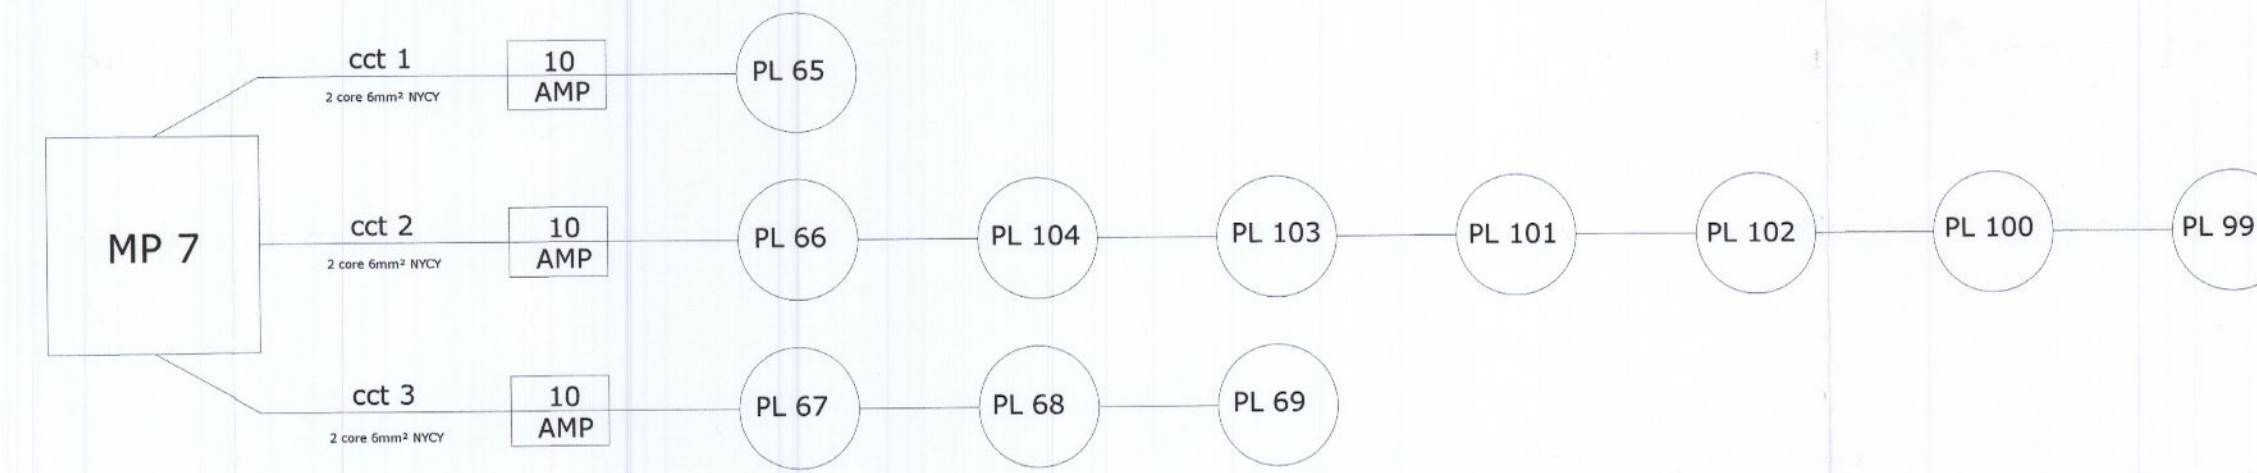 cct 1
2 core 6mm² NYCY
10
AMP
PL 65
MP 7
cct 2
2 core 6mm² NYCY
10
AMP
PL 66
PL 104
PL 103
PL 101
PL 102
PL 100
PL 99
cct 3
2 core 6mm² NYCY
10
AMP
PL 67
PL 68
PL 69